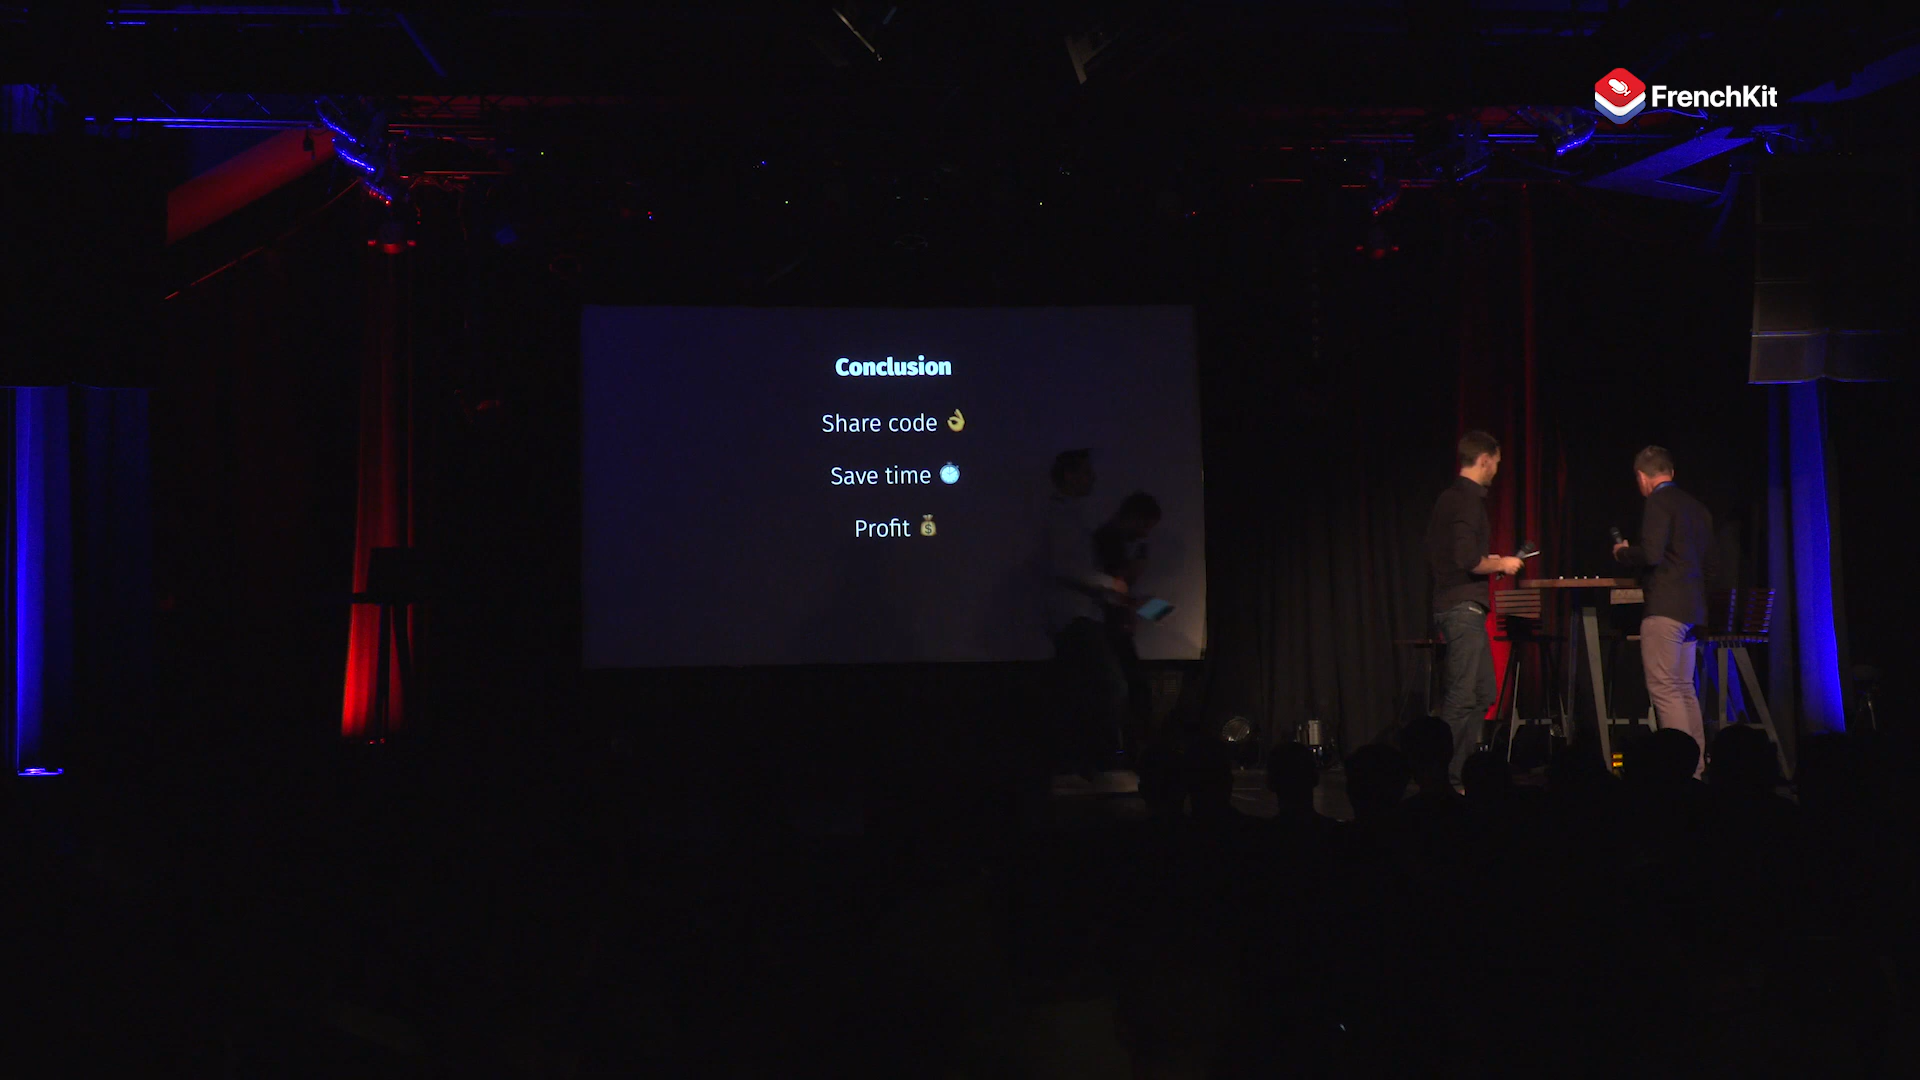 FrenchKit
Conclusion
Share code 👌
Save time ⏱
Profit 💰